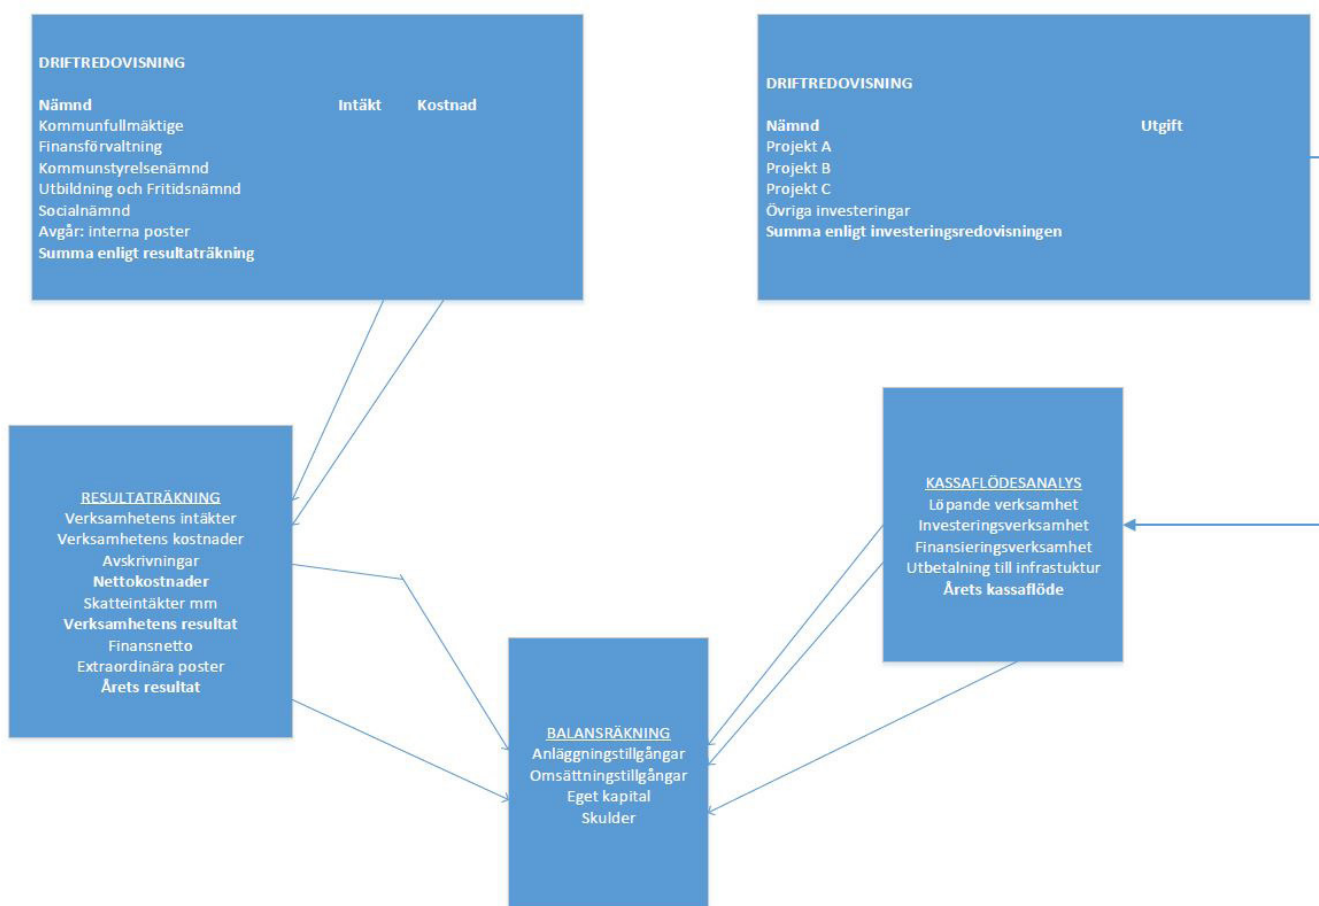 DRIFTREDOVISNING
Nämnd Intäkt Kostnad
Kommunfullmäktige
Finansförvaltning
Kommunstyrelsenämnd
Utbildning och Fritidsnämnd
Socialnämnd
Avgår: interna poster
Summa enligt resultaträkning
DRIFTREDOVISNING
Nämnd Utgift
Projekt A
Projekt B
Projekt C
Övriga investeringar
Summa enligt investeringsredovisningen
RESULTATRÄKNING
Verksamhetens intäkter
Verksamhetens kostnader
Avskrivningar
Nettokostnader
Skatteintäkter mm
Verksamhetens resultat
Finansnetto
Extraordinära poster
Årets resultat
KASSAFLÖDESANALYS
Löpande verksamhet
Investeringsverksamhet
Finansieringsverksamhet
Utbetalning till infrastuktur
Årets kassaflöde
BALANSRÄKNING
Anläggningstillgångar
Omsättningstillgångar
Eget kapital
Skulder